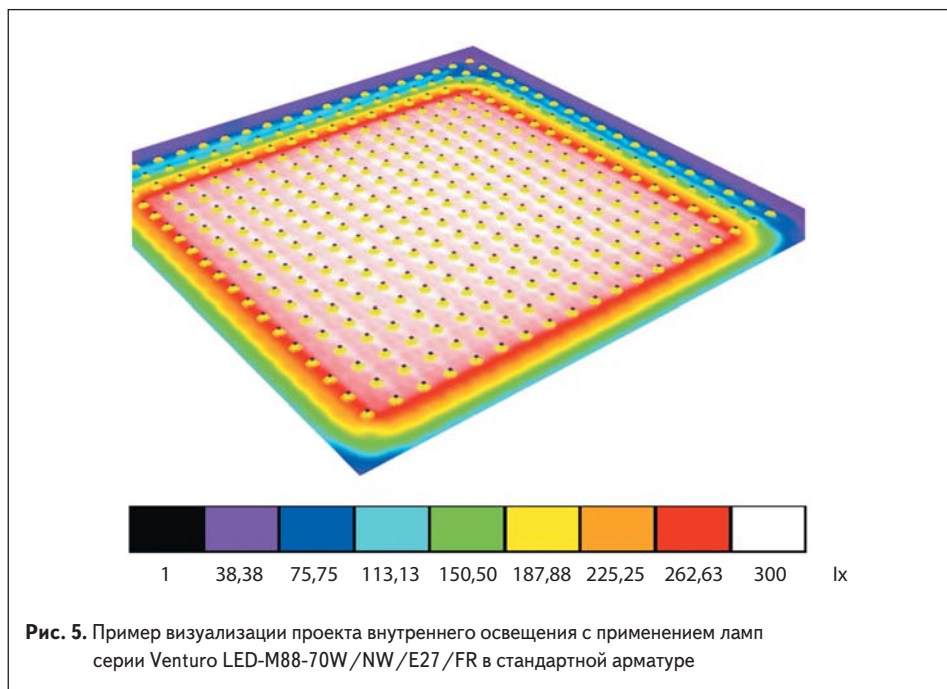 1 38,38 75,75 113,13 150,50 187,88 225,25 262,63 300 lx
Рис. 5. Пример визуализации проекта внутреннего освещения с применением ламп
серии Venturo LED-M88-70W/NW/E27/FR в стандартной арматуре